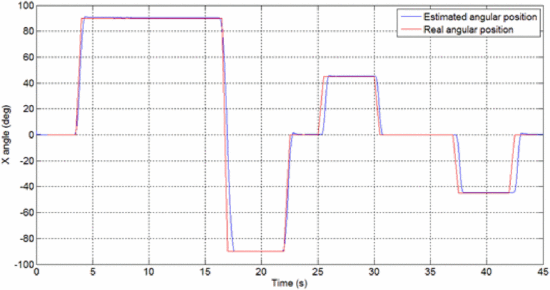 Estimated angular position
Real angular position
X angle (deg)
100
80
60
40
20
0
-20
-40
-60
-80
-100
0 5 10 15 20 25 30 35 40 45
Time (s)